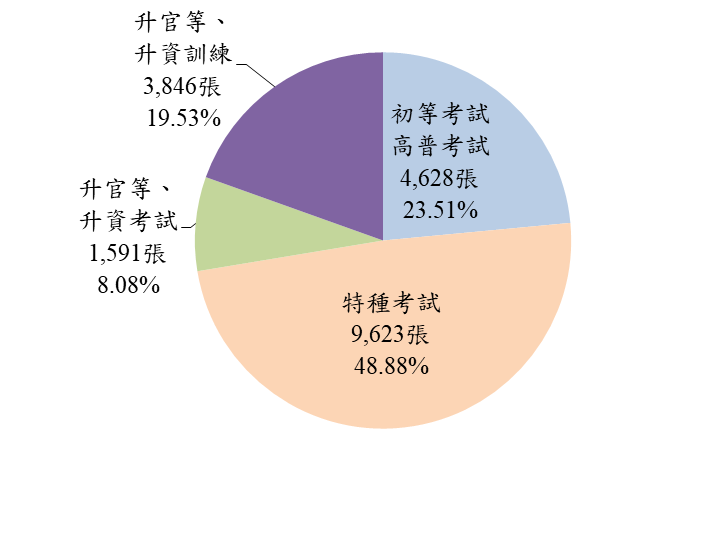 升官等、
升資訓練
3,846張
19.53%
初等考試
高普考試
4,628張
23.51%
升官等、
升資考試
1,591張
8.08%
特種考試
9,623張
48.88%